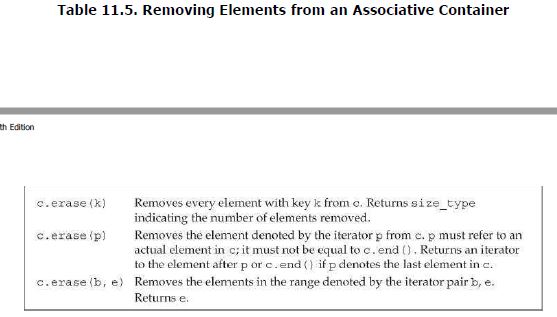 Table 11.5. Removing Elements from an Associative Container
th Edition
c.erase(k) Removes every element with key k from c. Returns size_type
indicating the number of elements removed.
c.erase(p) Removes the element denoted by the iterator p from c. p must refer to an
actual element in c; it must not be equal to c.end(). Returns an iterator
to the element after p or c.end() if p denotes the last element in c.
c.erase(b, e) Removes the elements in the range denoted by the iterator pair b, e.
Returns e.